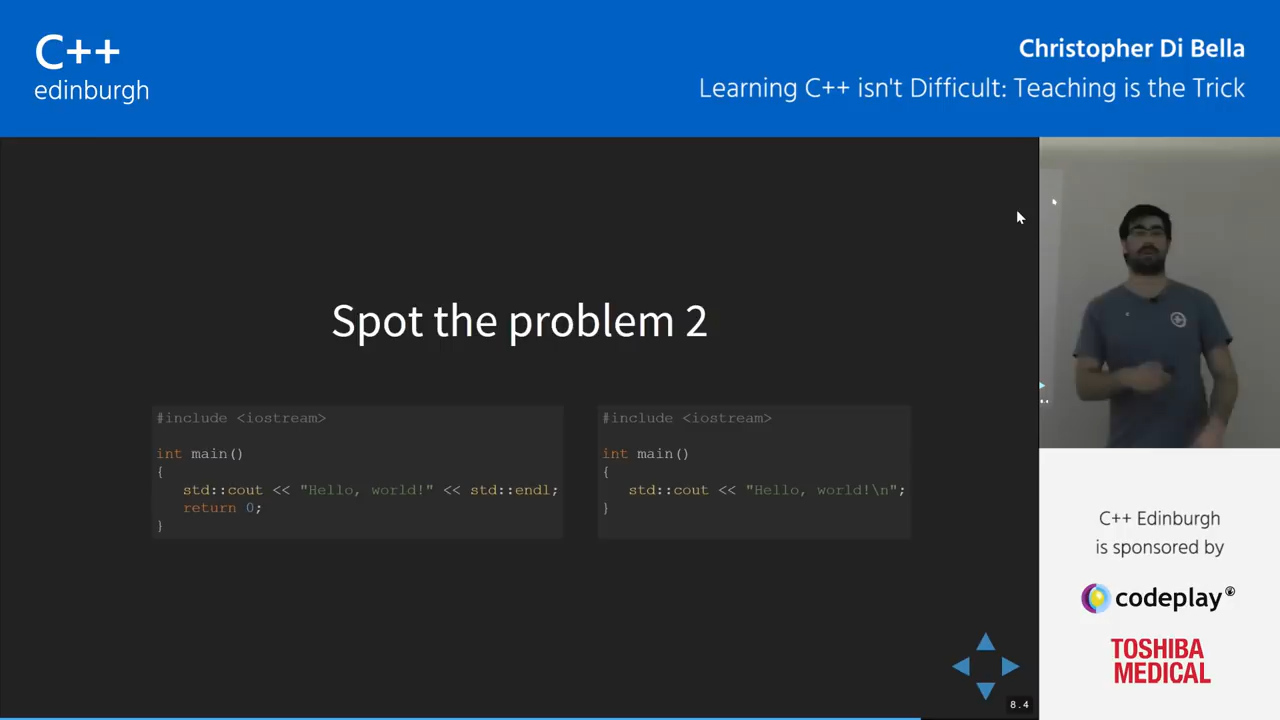 C++
edinburgh
Christopher Di Bella
Learning C++ isn't Difficult: Teaching is the Trick
Spot the problem 2
#include <iostream>
int main()
{
std::cout << "Hello, world!" << std::endl;
return 0;
}
#include <iostream>
int main()
{
std::cout << "Hello, world!\n";
}
C++ Edinburgh
is sponsored by
codeplay®
TOSHIBA
MEDICAL
8.4